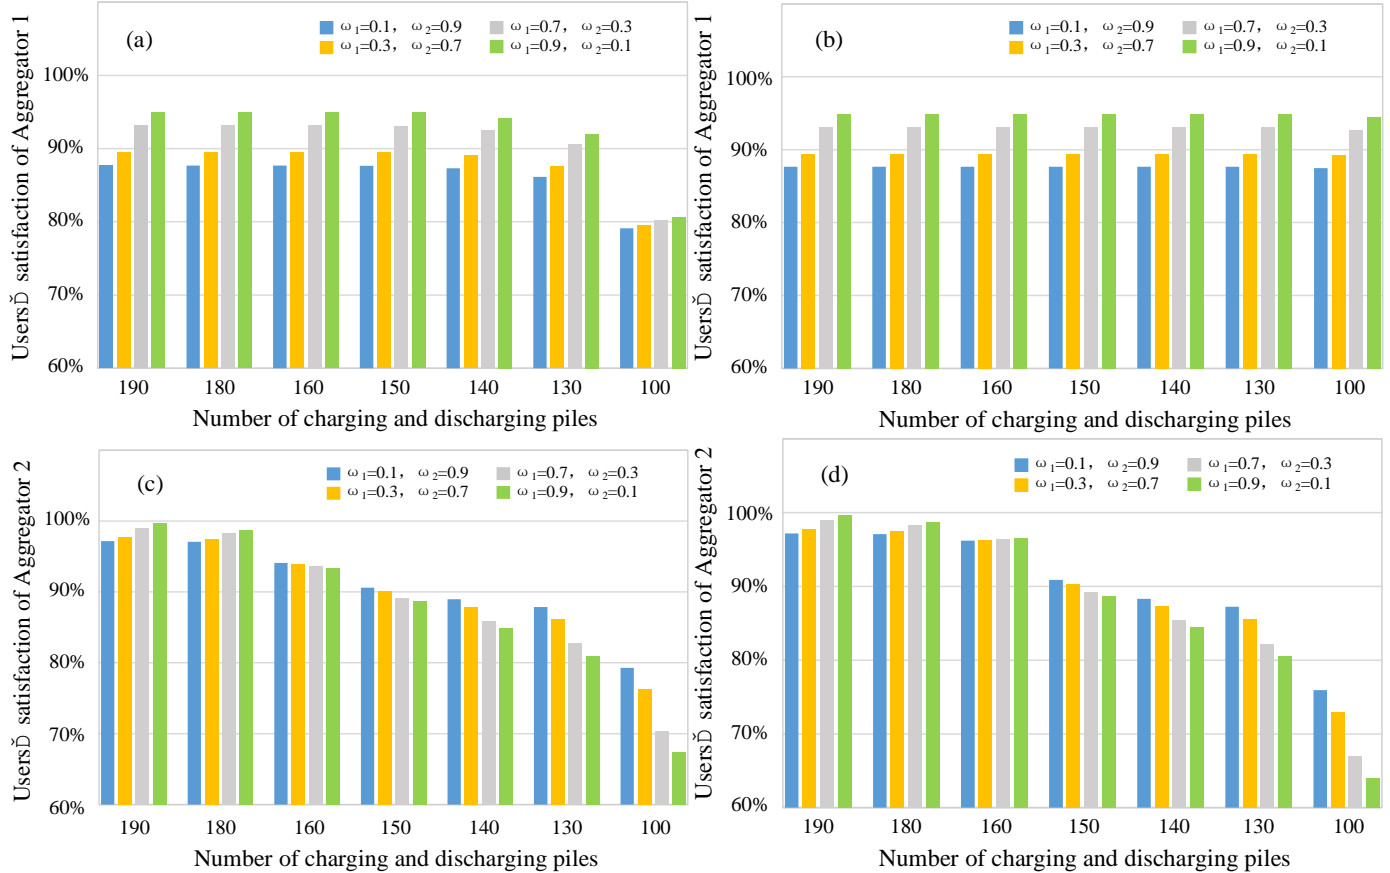 Usersˇ satisfaction of Aggregator 1
(a)
ω1=0.1, ω2=0.9
ω1=0.7, ω2=0.3
ω1=0.3, ω2=0.7
ω1=0.9, ω2=0.1
100%
90%
80%
70%
60%
190 180 160 150 140 130 100
Number of charging and discharging piles
UsersˇD satisfaction of Aggregator 1
(b)
ω1=0.1, ω2=0.9
ω1=0.7, ω2=0.3
ω1=0.3, ω2=0.7
ω1=0.9, ω2=0.1
100%
90%
80%
70%
60%
190 180 160 150 140 130 100
Number of charging and discharging piles
UsersˇD satisfaction of Aggregator 2
(c)
ω1=0.1, ω2=0.9
ω1=0.7, ω2=0.3
ω1=0.3, ω2=0.7
ω1=0.9, ω2=0.1
100%
90%
80%
70%
60%
190 180 160 150 140 130 100
Number of charging and discharging piles
UsersˇD satisfaction of Aggregator 2
(d)
ω1=0.1, ω2=0.9
ω1=0.7, ω2=0.3
ω1=0.3, ω2=0.7
ω1=0.9, ω2=0.1
100%
90%
80%
70%
60%
190 180 160 150 140 130 100
Number of charging and discharging piles